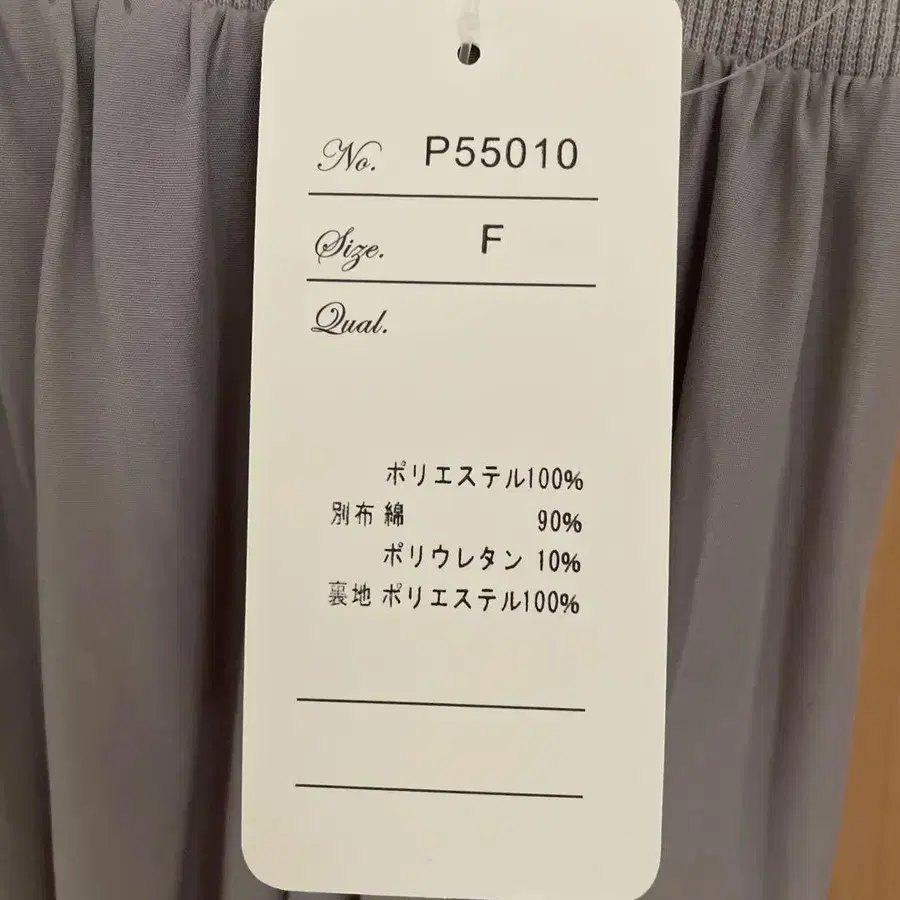 No. P55010
Size. F
Qual.
ポリエステル100%
別布 綿 90%
ポリウレタン 10%
裏地 ポリエステル100%